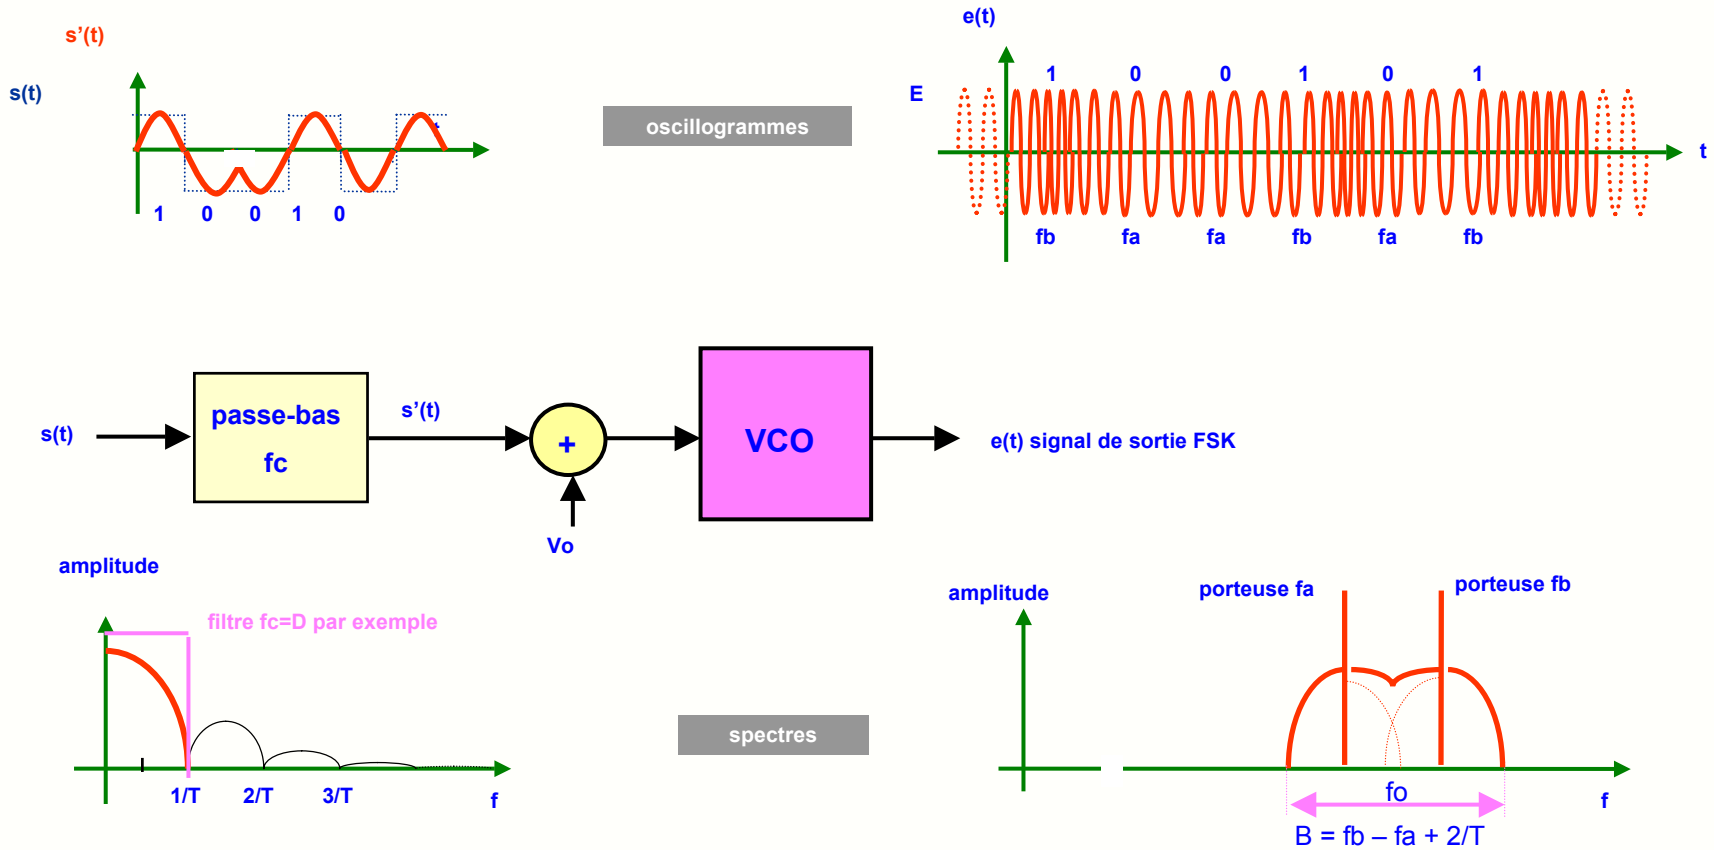 e(t)
s'(t)
s(t)
E
1 0 0 1 0 1
oscillogrammes
t
1 0 0 1 0
fb fa fa fb fa fb
passe-bas
fc
s'(t)
s(t)
+
VCO
e(t) signal de sortie FSK
Vo
amplitude
filtre fc=D par exemple
amplitude
porteuse fa
porteuse fb
spectres
1/T 2/T 3/T f
fo
f
B = fb – fa + 2/T